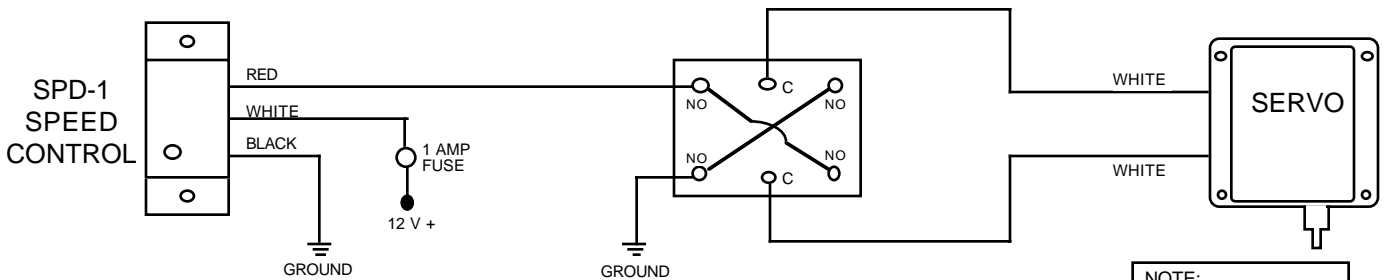 SPD-1
SPEED
CONTROL
RED
WHITE
BLACK
1 AMP
FUSE
12 V +
GROUND
NO
C
NO
NO
NO
C
GROUND
WHITE
WHITE
SERVO
NOTE: